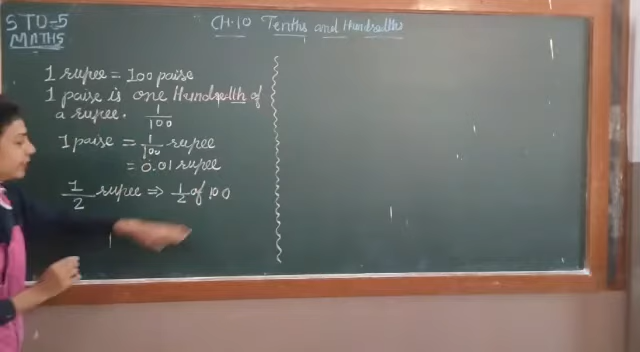 STD-5
MATHS
CH.10 Tenths and Hundredths
1 rupee = 100 paise
1 paise is one Hundredth of
a rupee. 1/100
1 paise = 1/100 rupee
= 0.01 rupee
1/2 rupee ⇒ 1/2 of 100